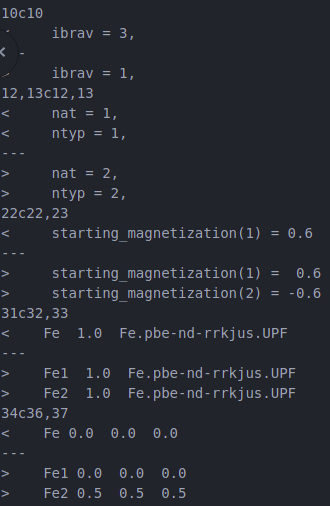 10c10
<     ibrav = 3,
---
>     ibrav = 1,
12,13c12,13
<     nat = 1,
<     ntyp = 1,
---
>     nat = 2,
>     ntyp = 2,
22c22,23
<     starting_magnetization(1) = 0.6
---
>     starting_magnetization(1) =  0.6
>     starting_magnetization(2) = -0.6
31c32,33
<    Fe  1.0  Fe.pbe-nd-rrkjus.UPF
---
>    Fe1  1.0  Fe.pbe-nd-rrkjus.UPF
>    Fe2  1.0  Fe.pbe-nd-rrkjus.UPF
34c36,37
<    Fe 0.0  0.0  0.0
---
>    Fe1 0.0  0.0  0.0
>    Fe2 0.5  0.5  0.5